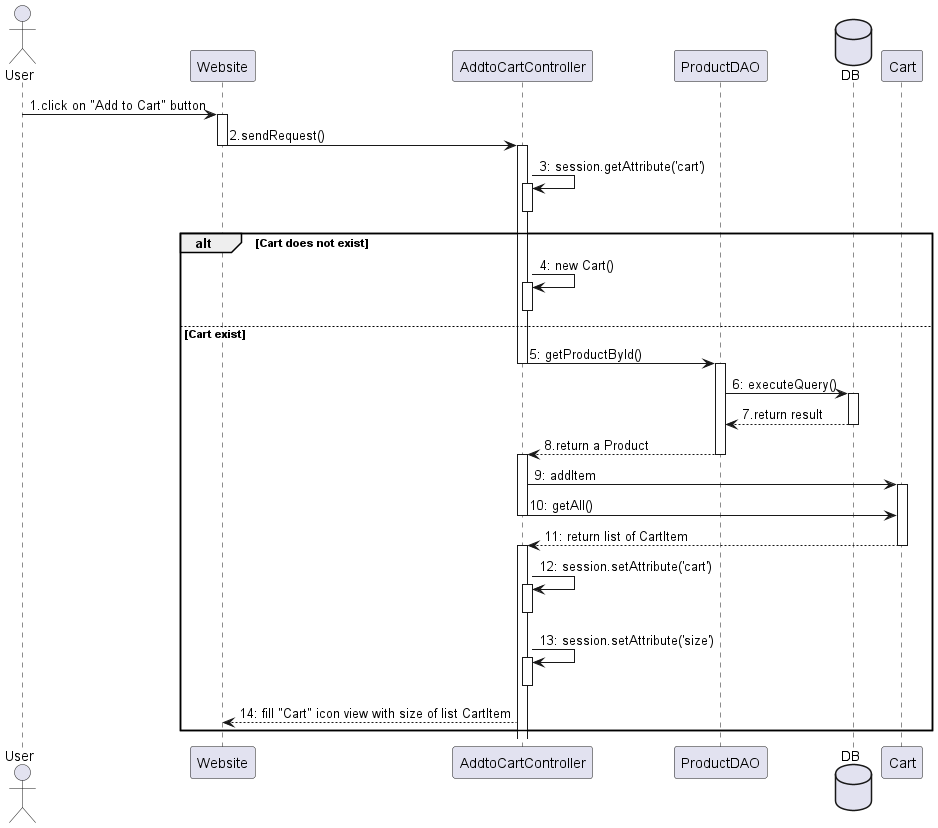 User
Website
AddtoCartController
ProductDAO
DB
Cart
1.click on "Add to Cart" button
2.sendRequest()
3: session.getAttribute('cart')
alt
[Cart does not exist]
4: new Cart()
[Cart exist]
5: getProductById()
6: executeQuery()
7.return result
8.return a Product
9: addItem
10: getAll()
11: return list of CartItem
12: session.setAttribute('cart')
13: session.setAttribute('size')
14: fill "Cart" icon view with size of list CartItem
User
Website
AddtoCartController
ProductDAO
DB
Cart